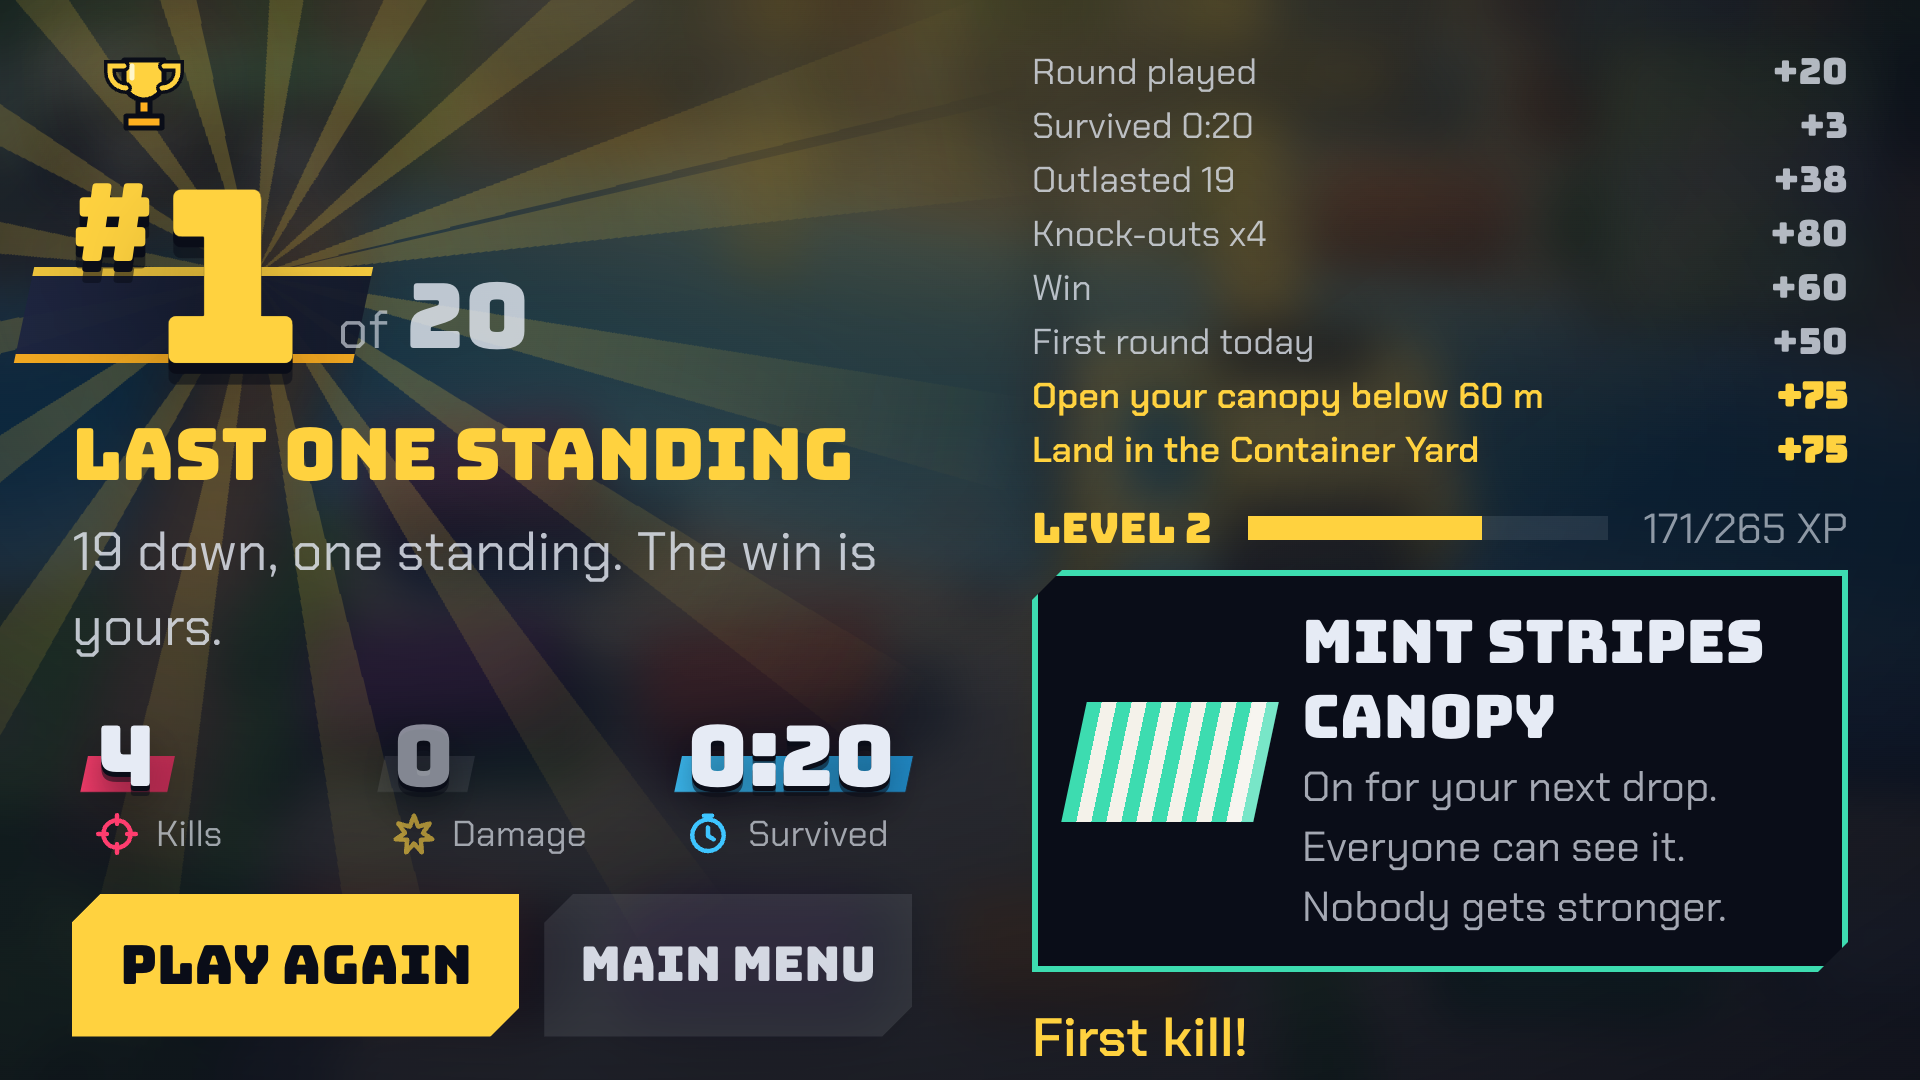 #1 of 20
LAST ONE STANDING
19 down, one standing. The win is
yours.
4
Kills
0
Damage
0:20
Survived
PLAY AGAIN
MAIN MENU
Round played +20
Survived 0:20 +3
Outlasted 19 +38
Knock-outs x4 +80
Win +60
First round today +50
Open your canopy below 60 m +75
Land in the Container Yard +75
LEVEL 2 171/265 XP
MINT STRIPES
CANOPY
On for your next drop.
Everyone can see it.
Nobody gets stronger.
First kill!